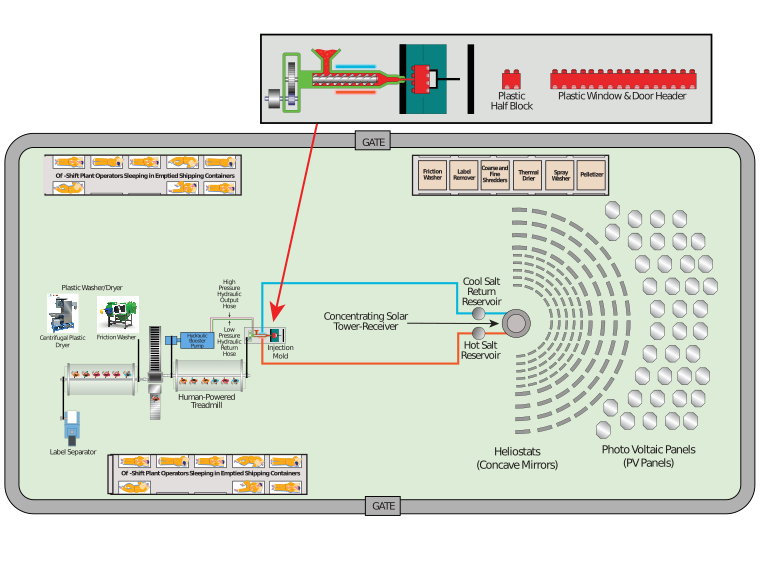 Plastic
Half Block
Plastic Window & Door Header
GATE
Of -Shift Plant Operators Sleeping in Emptied Shipping Containers
Friction
Washer
Label
Remover
Coarse and
Fine
Shredders
Thermal
Drier
Spray
Washer
Pelletizer
Plastic Washer/Dryer
Centrifugal Plastic
Dryer
Friction Washer
High
Pressure
Hydraulic
Output
Hose
Low
Pressure
Hydraulic
Return
Hose
Hydraulic
Booster
Pump
Injection
Mold
Human-Powered
Treadmill
Label Separator
Cool Salt
Return
Reservoir
Concentrating Solar
Tower-Receiver
Hot Salt
Reservoir
Heliostats
(Concave Mirrors)
Photo Voltaic Panels
(PV Panels)
Of -Shift Plant Operators Sleeping in Emptied Shipping Containers
GATE